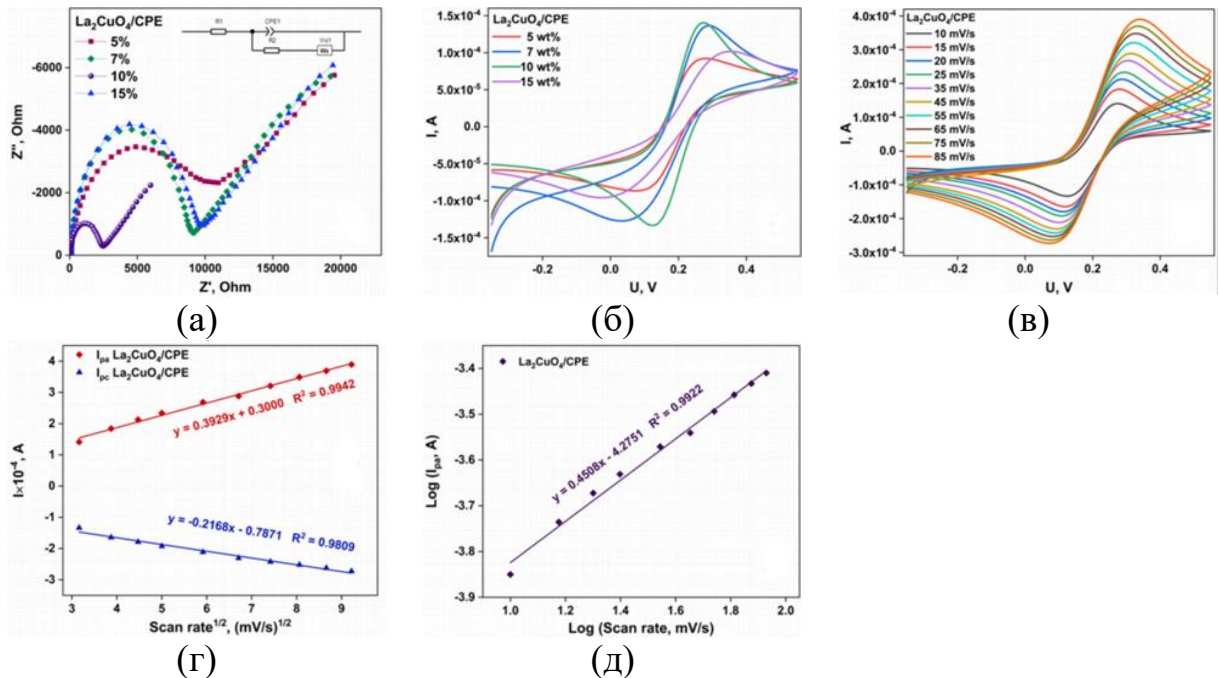 R1
CPE1
R2
Ws1
Ws
La₂CuO₄/CPE
5%
7%
10%
15%
-6000
-4000
-2000
0
Z'', Ohm
0
5000
10000
15000
20000
Z', Ohm
(а)
La₂CuO₄/CPE
5 wt%
7 wt%
10 wt%
15 wt%
1.5x10⁻⁴
1.0x10⁻⁴
5.0x10⁻⁵
0.0
-5.0x10⁻⁵
-1.0x10⁻⁴
-1.5x10⁻⁴
I, A
-0.2
0.0
0.2
0.4
U, V
(б)
La₂CuO₄/CPE
10 mV/s
15 mV/s
20 mV/s
25 mV/s
35 mV/s
45 mV/s
55 mV/s
65 mV/s
75 mV/s
85 mV/s
4.0x10⁻⁴
3.0x10⁻⁴
2.0x10⁻⁴
1.0x10⁻⁴
0.0
-1.0x10⁻⁴
-2.0x10⁻⁴
-3.0x10⁻⁴
I, A
0.0
0.2
0.4
U, V
(в)
Iₚₐ La₂CuO₄/CPE
Iₚc La₂CuO₄/CPE
y = 0.3929x + 0.3000 R² = 0.9942
y = -0.2168x - 0.7871 R² = 0.9809
4
3
2
1
0
-1
-2
-3
I×10⁻⁴, A
3
4
5
6
7
8
9
Scan rate¹ᐟ², (mV/s)¹ᐟ²
(г)
La₂CuO₄/CPE
y = 0.4508x - 4.2751 R² = 0.9922
-3.4
-3.5
-3.6
-3.7
-3.8
-3.9
Log (Iₚₐ, A)
1.0
1.2
1.4
1.6
1.8
2.0
Log (Scan rate, mV/s)
(д)